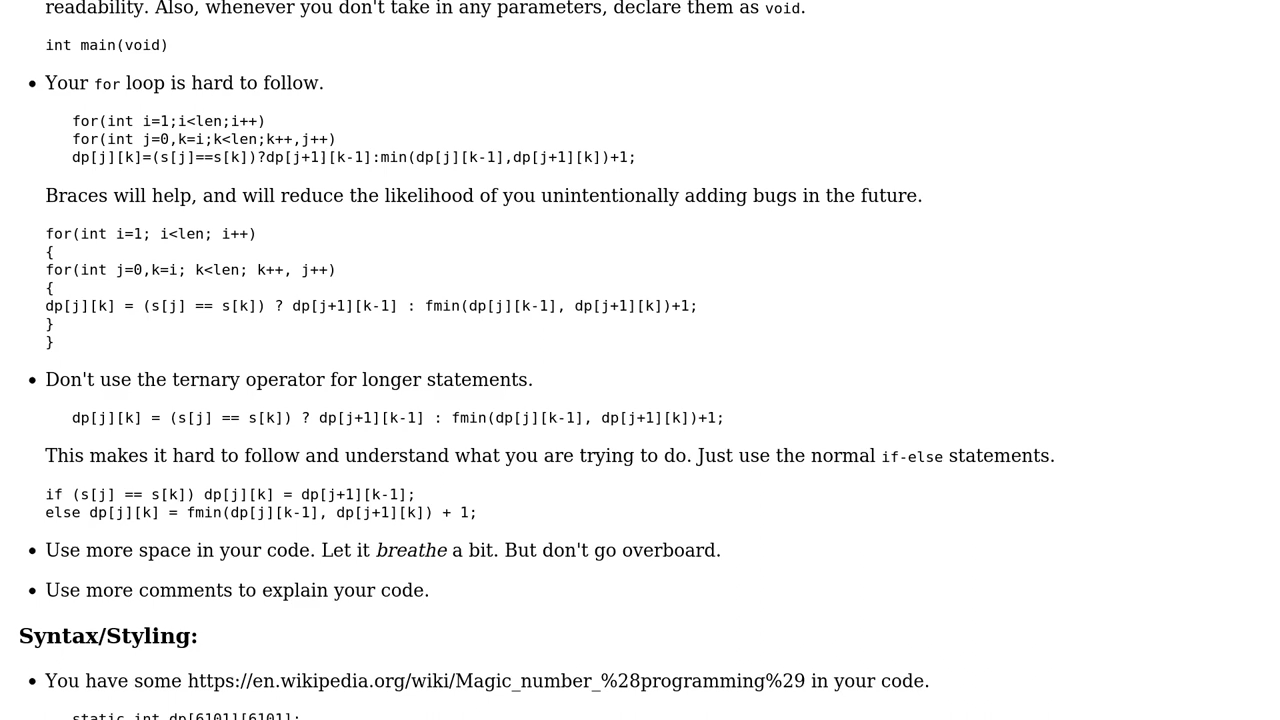 readability. Also, whenever you don't take in any parameters, declare them as void.
int main(void)
• Your for loop is hard to follow.
for(int i=1;i<len;i++)
for(int j=0,k=i;k<len;k++,j++)
dp[j][k]=(s[j]==s[k])?dp[j+1][k-1]:min(dp[j][k-1],dp[j+1][k])+1;
Braces will help, and will reduce the likelihood of you unintentionally adding bugs in the future.
for(int i=1; i<len; i++)
{
for(int j=0,k=i; k<len; k++, j++)
{
dp[j][k] = (s[j] == s[k]) ? dp[j+1][k-1] : fmin(dp[j][k-1], dp[j+1][k])+1;
}
}
• Don't use the ternary operator for longer statements.
dp[j][k] = (s[j] == s[k]) ? dp[j+1][k-1] : fmin(dp[j][k-1], dp[j+1][k])+1;
This makes it hard to follow and understand what you are trying to do. Just use the normal if-else statements.
if (s[j] == s[k]) dp[j][k] = dp[j+1][k-1];
else dp[j][k] = fmin(dp[j][k-1], dp[j+1][k]) + 1;
• Use more space in your code. Let it breathe a bit. But don't go overboard.
• Use more comments to explain your code.
Syntax/Styling:
• You have some https://en.wikipedia.org/wiki/Magic_number_%28programming%29 in your code.
static int dp[6101][6101];